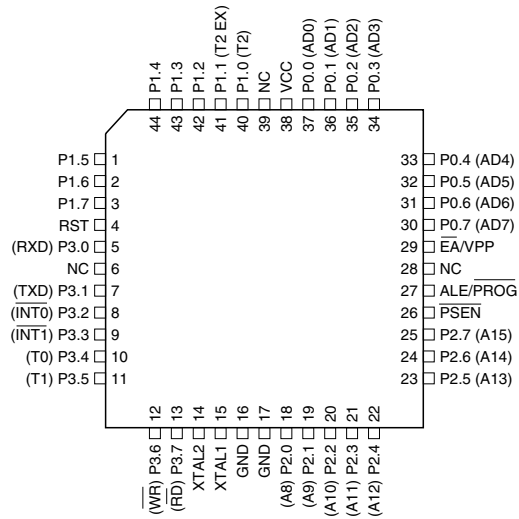 P1.4
P1.3
P1.2
P1.1 (T2 EX)
P1.0 (T2)
NC
VCC
P0.0 (AD0)
P0.1 (AD1)
P0.2 (AD2)
P0.3 (AD3)
44
43
42
41
40
39
38
37
36
35
34
P1.5 1
P1.6 2
P1.7 3
RST 4
(RXD) P3.0 5
NC 6
(TXD) P3.1 7
(INT0) P3.2 8
(INT1) P3.3 9
(T0) P3.4 10
(T1) P3.5 11
33 P0.4 (AD4)
32 P0.5 (AD5)
31 P0.6 (AD6)
30 P0.7 (AD7)
29 EA/VPP
28 NC
27 ALE/PROG
26 PSEN
25 P2.7 (A15)
24 P2.6 (A14)
23 P2.5 (A13)
12
13
14
15
16
17
18
19
20
21
22
(WR) P3.6
(RD) P3.7
XTAL2
XTAL1
GND
GND
(A8) P2.0
(A9) P2.1
(A10) P2.2
(A11) P2.3
(A12) P2.4